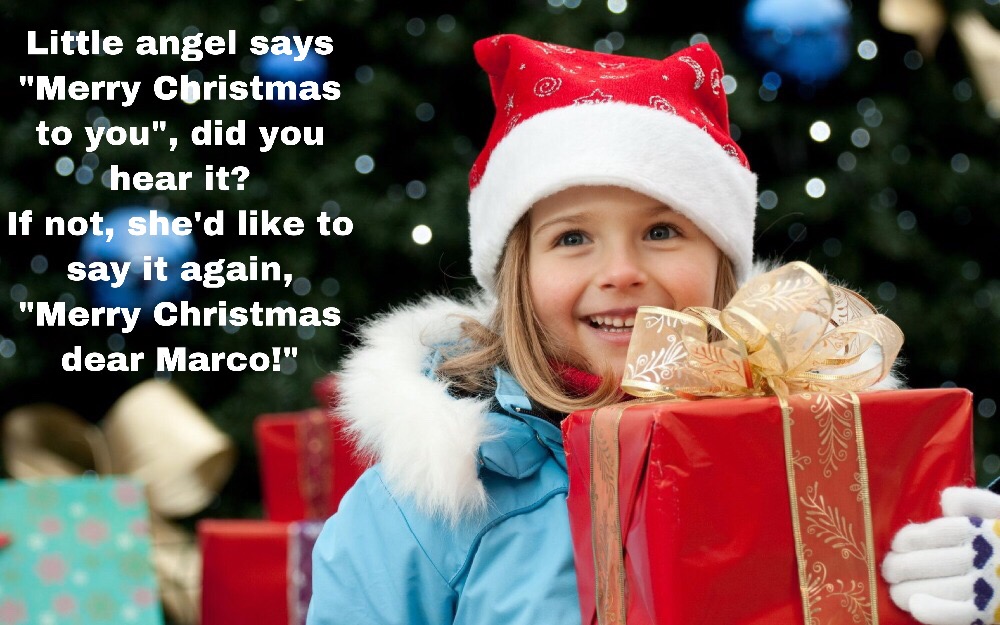 Little angel says
"Merry Christmas
to you", did you
hear it?
If not, she'd like to
say it again,
"Merry Christmas
dear Marco!"